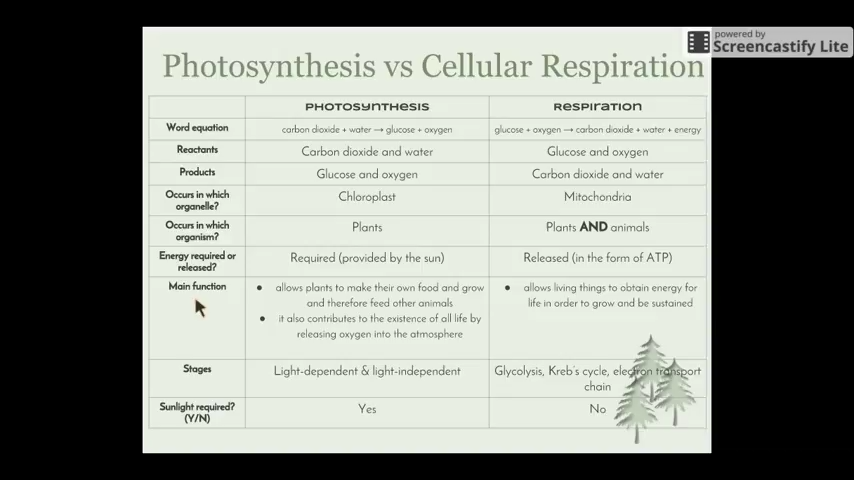 powered by
Screencastify Lite
Photosynthesis vs Cellular Respiration
PHOTOSYNTHESIS
RESPIRATION
Word equation
carbon dioxide + water → glucose + oxygen
glucose + oxygen → carbon dioxide + water + energy
Reactants
Carbon dioxide and water
Glucose and oxygen
Products
Glucose and oxygen
Carbon dioxide and water
Occurs in which
organelle?
Chloroplast
Mitochondria
Occurs in which
organism?
Plants
Plants AND animals
Energy required or
released?
Required (provided by the sun)
Released (in the form of ATP)
Main function
● allows plants to make their own food and grow
and therefore feed other animals
● it also contributes to the existence of all life by
releasing oxygen into the atmosphere
● allows living things to obtain energy for
life in order to grow and be sustained
Stages
Light-dependent & light-independent
Glycolysis, Kreb's cycle, electron transport
chain
Sunlight required?
(Y/N)
Yes
No